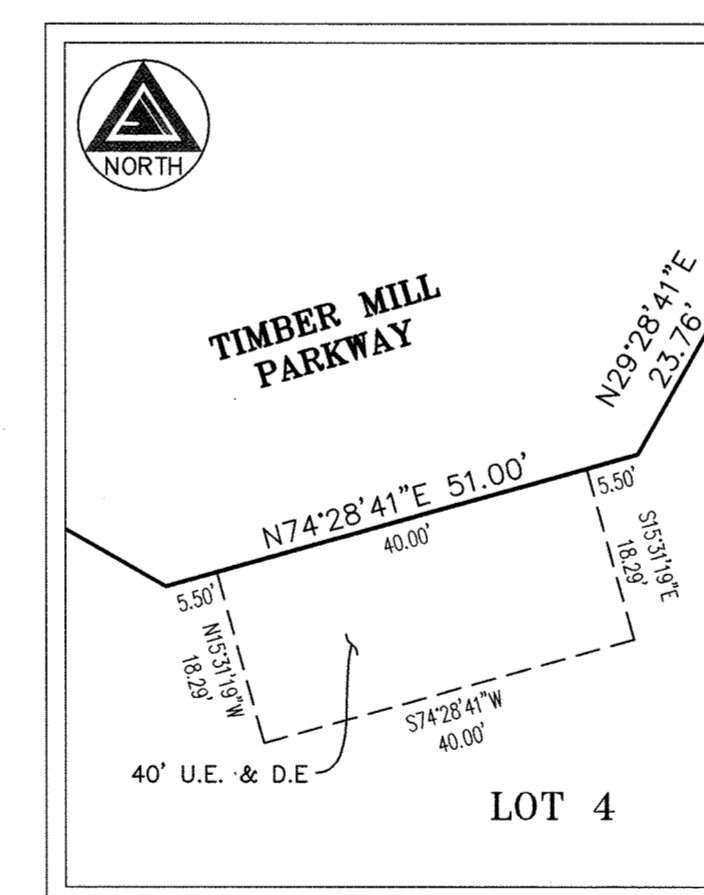 NORTH
TIMBER MILL
PARKWAY
N29°28'41"E
23.76'
N74°28'41"E 51.00'
40.00'
5.50'
5.50'
S15°31'19"E
18.29'
N15°31'19"W
18.29'
S74°28'41"W
40.00'
40' U.E. & D.E
LOT 4